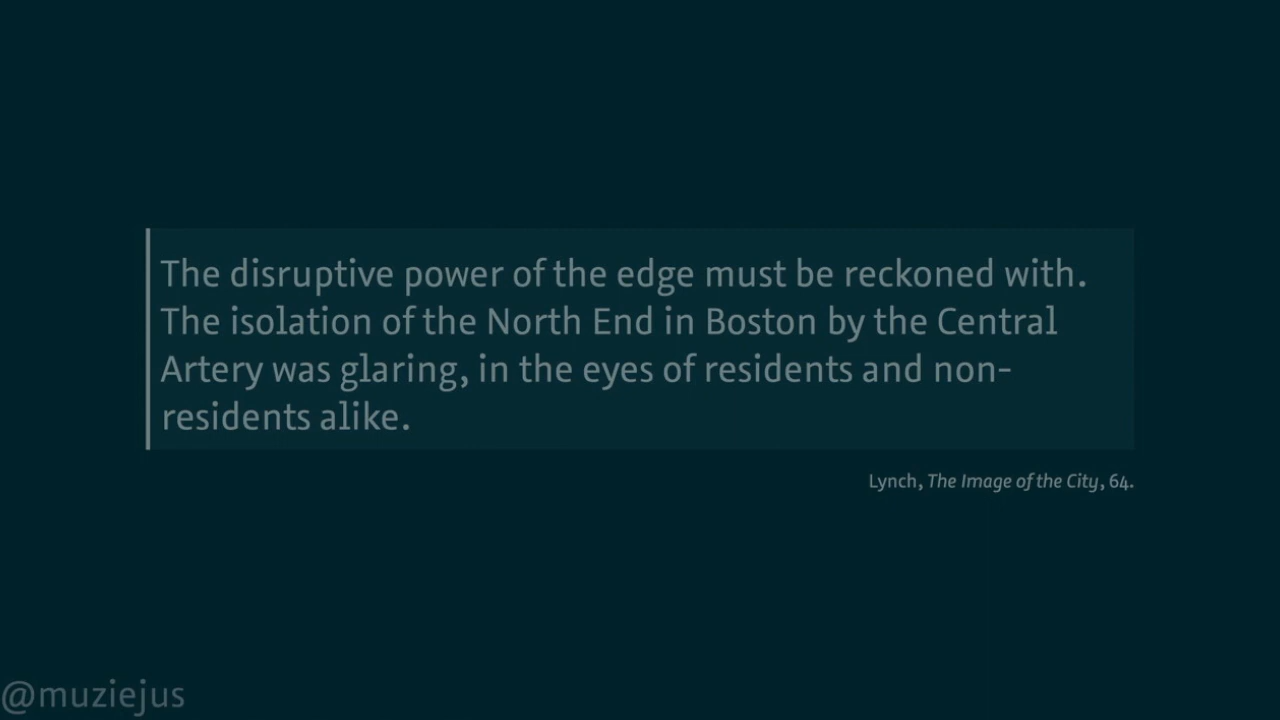 The disruptive power of the edge must be reckoned with.
The isolation of the North End in Boston by the Central
Artery was glaring, in the eyes of residents and non-
residents alike.
Lynch, The Image of the City, 64.
@muziejus